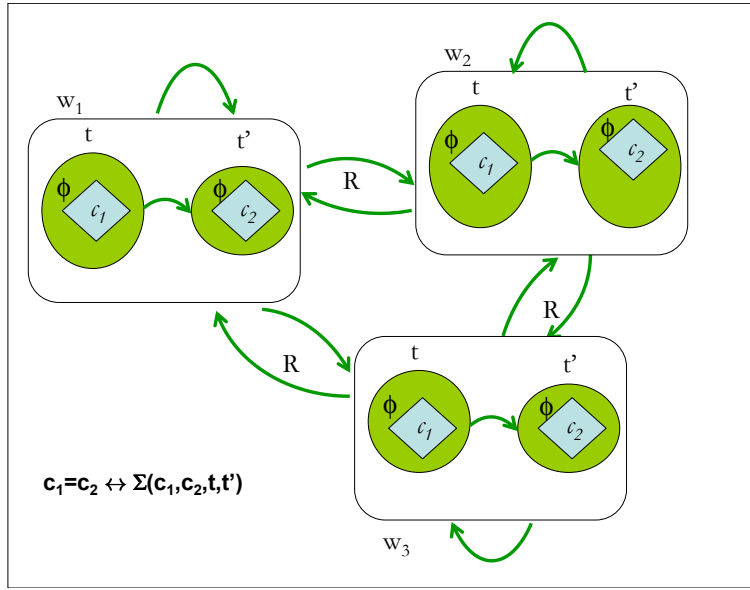 w₁
t
t'
ϕ
c₁
ϕ
c₂
R
w₂
t
t'
ϕ
c₁
ϕ
c₂
R
R
t
t'
ϕ
c₁
ϕ
c₂
w₃
c₁=c₂ ↔ Σ(c₁,c₂,t,t')